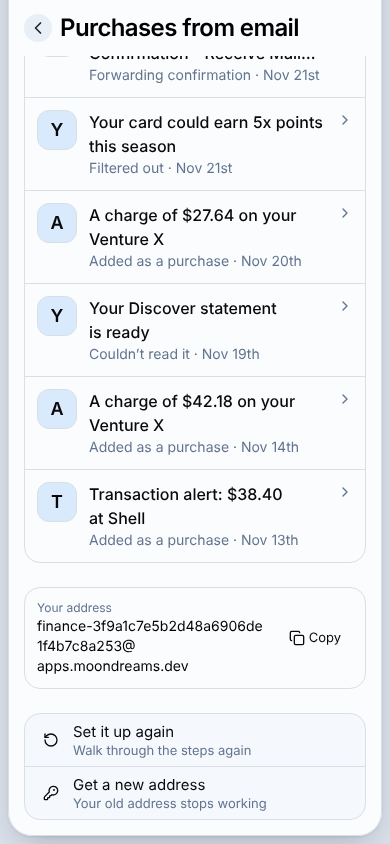 Purchases from email
Confirmation - Receive Mail...
Forwarding confirmation · Nov 21st
Y
Your card could earn 5x points
this season
Filtered out · Nov 21st
A
A charge of $27.64 on your
Venture X
Added as a purchase · Nov 20th
Y
Your Discover statement
is ready
Couldn’t read it · Nov 19th
A
A charge of $42.18 on your
Venture X
Added as a purchase · Nov 14th
T
Transaction alert: $38.40
at Shell
Added as a purchase · Nov 13th
Your address
finance-3f9a1c7e5b2d48a6906de
1f4b7c8a253@
apps.moondreams.dev
Copy
Set it up again
Walk through the steps again
Get a new address
Your old address stops working